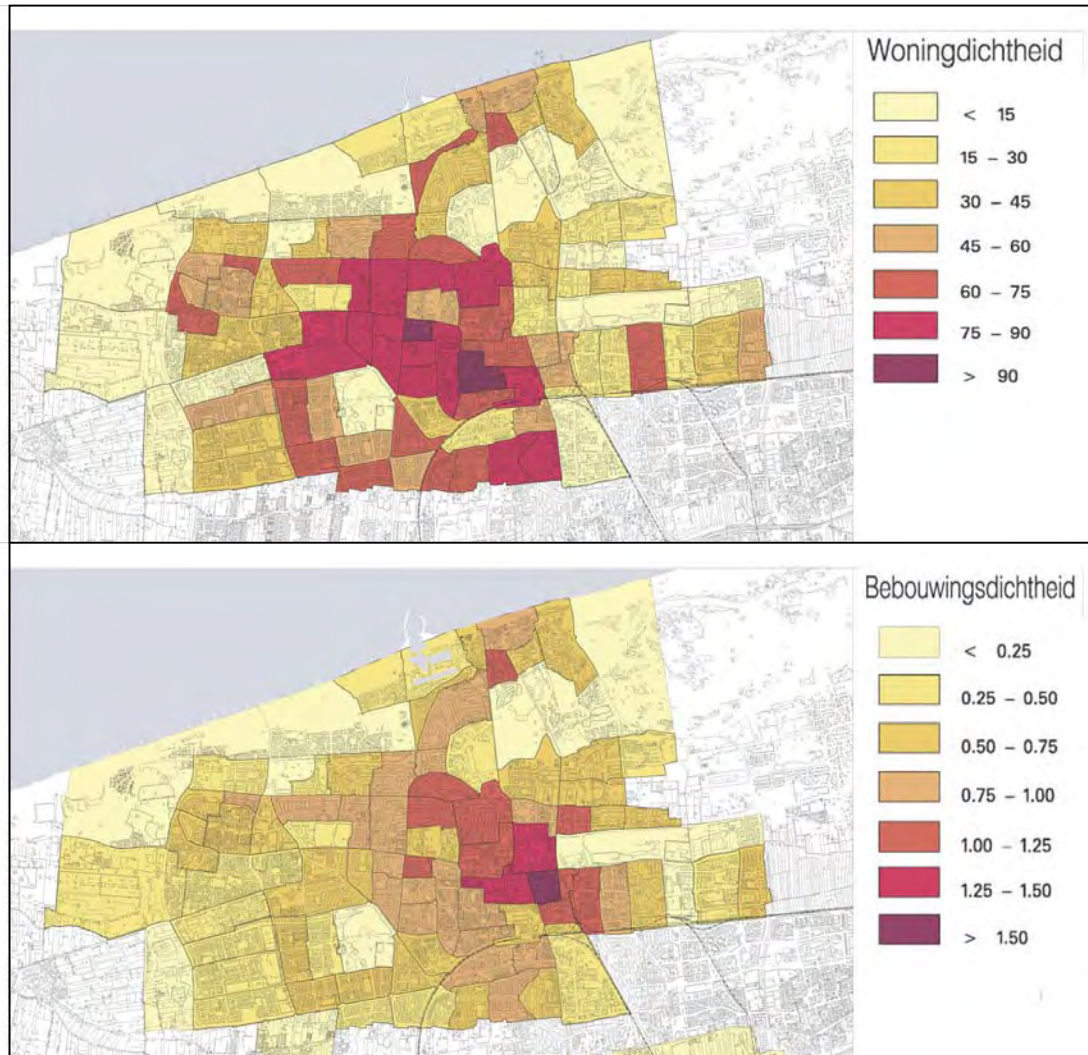 Woningdichtheid
< 15
15 – 30
30 – 45
45 – 60
60 – 75
75 – 90
> 90
Bebouwingsdichtheid
< 0.25
0.25 – 0.50
0.50 – 0.75
0.75 – 1.00
1.00 – 1.25
1.25 – 1.50
> 1.50